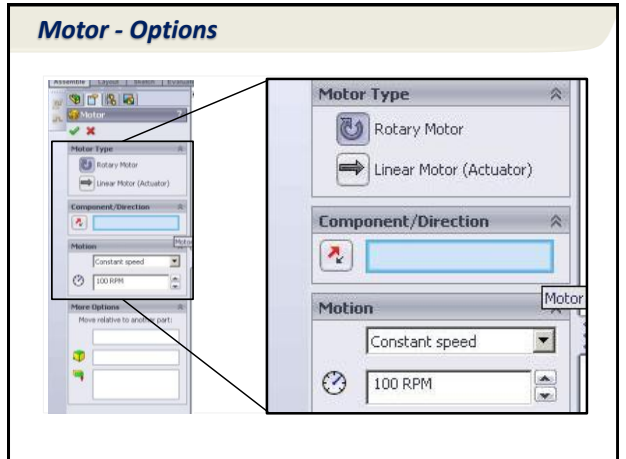 Motor - Options
Assemble Layout Sketch Evaluate
Motor ?
Motor Type
Rotary Motor
Linear Motor (Actuator)
Component/Direction
Motor
Motion
Constant speed
100 RPM
More Options
Move relative to another part:
Motor Type
Rotary Motor
Linear Motor (Actuator)
Component/Direction
Motor
Motion
Constant speed
100 RPM